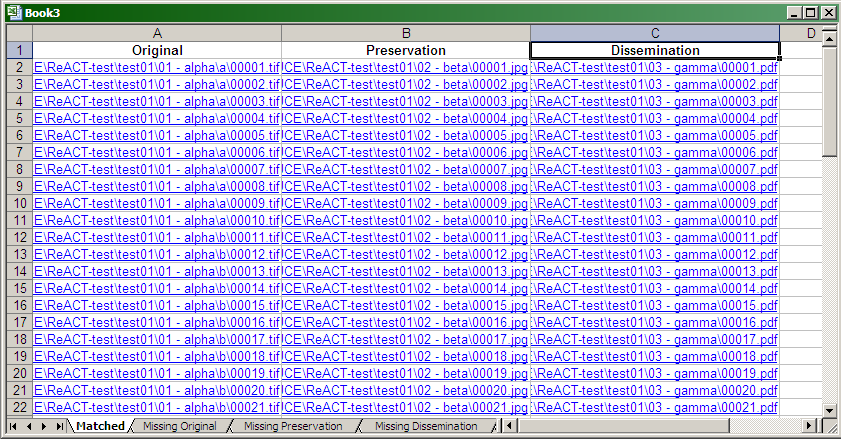 Book3
A B C D
1 Original Preservation Dissemination
2 E\ReACT-test\test01\01 - alpha\a\00001.tif CE\ReACT-test\test01\02 - beta\00001.jpg \ReACT-test\test01\03 - gamma\00001.pdf
3 E\ReACT-test\test01\01 - alpha\a\00002.tif CE\ReACT-test\test01\02 - beta\00002.jpg \ReACT-test\test01\03 - gamma\00002.pdf
4 E\ReACT-test\test01\01 - alpha\a\00003.tif CE\ReACT-test\test01\02 - beta\00003.jpg \ReACT-test\test01\03 - gamma\00003.pdf
5 E\ReACT-test\test01\01 - alpha\a\00004.tif CE\ReACT-test\test01\02 - beta\00004.jpg \ReACT-test\test01\03 - gamma\00004.pdf
6 E\ReACT-test\test01\01 - alpha\a\00005.tif CE\ReACT-test\test01\02 - beta\00005.jpg \ReACT-test\test01\03 - gamma\00005.pdf
7 E\ReACT-test\test01\01 - alpha\a\00006.tif CE\ReACT-test\test01\02 - beta\00006.jpg \ReACT-test\test01\03 - gamma\00006.pdf
8 E\ReACT-test\test01\01 - alpha\a\00007.tif CE\ReACT-test\test01\02 - beta\00007.jpg \ReACT-test\test01\03 - gamma\00007.pdf
9 E\ReACT-test\test01\01 - alpha\a\00008.tif CE\ReACT-test\test01\02 - beta\00008.jpg \ReACT-test\test01\03 - gamma\00008.pdf
10 E\ReACT-test\test01\01 - alpha\a\00009.tif CE\ReACT-test\test01\02 - beta\00009.jpg \ReACT-test\test01\03 - gamma\00009.pdf
11 E\ReACT-test\test01\01 - alpha\a\00010.tif CE\ReACT-test\test01\02 - beta\00010.jpg \ReACT-test\test01\03 - gamma\00010.pdf
12 E\ReACT-test\test01\01 - alpha\b\00011.tif CE\ReACT-test\test01\02 - beta\00011.jpg \ReACT-test\test01\03 - gamma\00011.pdf
13 E\ReACT-test\test01\01 - alpha\b\00012.tif CE\ReACT-test\test01\02 - beta\00012.jpg \ReACT-test\test01\03 - gamma\00012.pdf
14 E\ReACT-test\test01\01 - alpha\b\00013.tif CE\ReACT-test\test01\02 - beta\00013.jpg \ReACT-test\test01\03 - gamma\00013.pdf
15 E\ReACT-test\test01\01 - alpha\b\00014.tif CE\ReACT-test\test01\02 - beta\00014.jpg \ReACT-test\test01\03 - gamma\00014.pdf
16 E\ReACT-test\test01\01 - alpha\b\00015.tif CE\ReACT-test\test01\02 - beta\00015.jpg \ReACT-test\test01\03 - gamma\00015.pdf
17 E\ReACT-test\test01\01 - alpha\b\00016.tif CE\ReACT-test\test01\02 - beta\00016.jpg \ReACT-test\test01\03 - gamma\00016.pdf
18 E\ReACT-test\test01\01 - alpha\b\00017.tif CE\ReACT-test\test01\02 - beta\00017.jpg \ReACT-test\test01\03 - gamma\00017.pdf
19 E\ReACT-test\test01\01 - alpha\b\00018.tif CE\ReACT-test\test01\02 - beta\00018.jpg \ReACT-test\test01\03 - gamma\00018.pdf
20 E\ReACT-test\test01\01 - alpha\b\00019.tif CE\ReACT-test\test01\02 - beta\00019.jpg \ReACT-test\test01\03 - gamma\00019.pdf
21 E\ReACT-test\test01\01 - alpha\b\00020.tif CE\ReACT-test\test01\02 - beta\00020.jpg \ReACT-test\test01\03 - gamma\00020.pdf
22 E\ReACT-test\test01\01 - alpha\b\00021.tif CE\ReACT-test\test01\02 - beta\00021.jpg \ReACT-test\test01\03 - gamma\00021.pdf
Matched Missing Original Missing Preservation Missing Dissemination